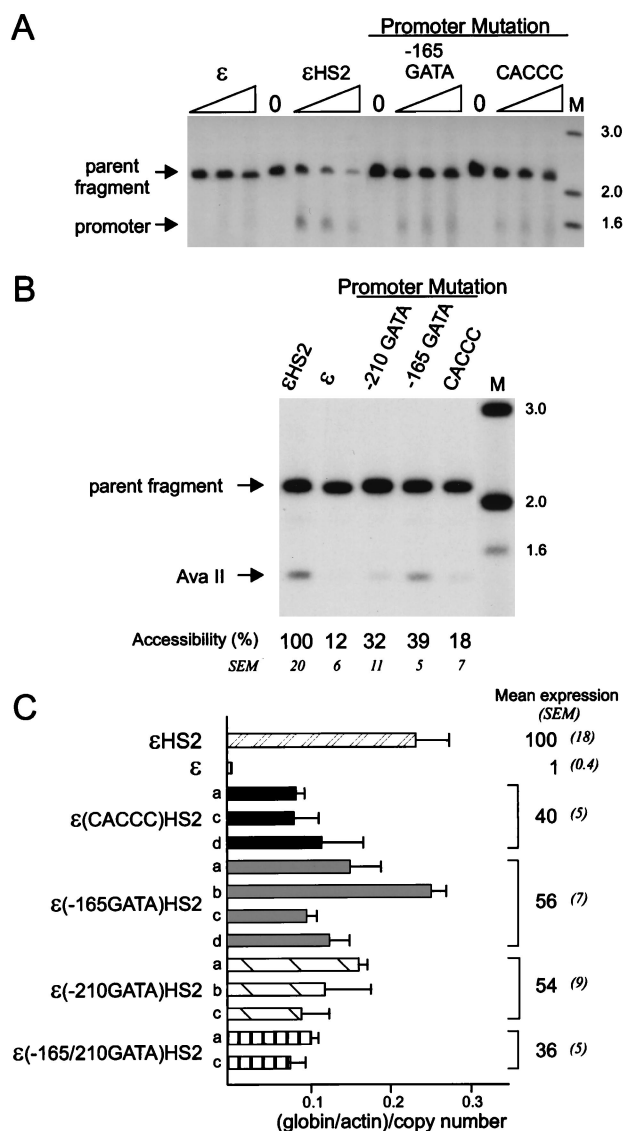 A
Promoter Mutation
-165
ε εHS2 GATA CACCC
0 0 0 M
parent fragment
promoter
3.0
2.0
1.6
B
Promoter Mutation
εHS2 ε -210 GATA -165 GATA CACCC M
parent fragment
Ava II
3.0
2.0
1.6
Accessibility (%) 100 12 32 39 18
SEM 20 6 11 5 7
C
Mean expression
(SEM)
εHS2 100 (18)
ε 1 (0.4)
a
ε(CACCC)HS2 c 40 (5)
d
a
ε(-165GATA)HS2 b 56 (7)
c
d
a
ε(-210GATA)HS2 b 54 (9)
c
a
ε(-165/210GATA)HS2 36 (5)
c
0.1 0.2 0.3
(globin/actin)/copy number